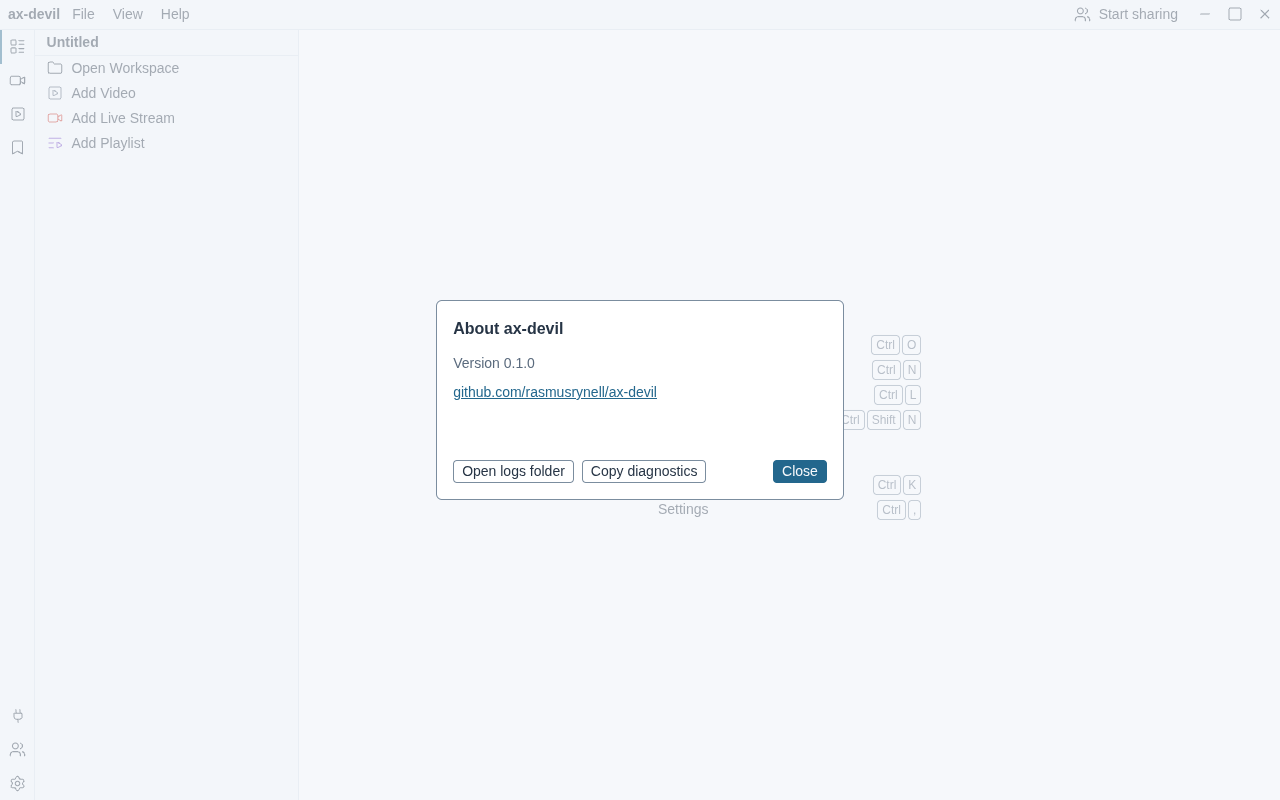 ax-devil File View Help Start sharing
Untitled
Open Workspace
Add Video
Add Live Stream
Add Playlist
About ax-devil
Version 0.1.0
github.com/rasmusrynell/ax-devil
Open logs folder Copy diagnostics Close
Ctrl O
Ctrl N
Ctrl L
Ctrl Shift N
Ctrl K
Settings Ctrl ,